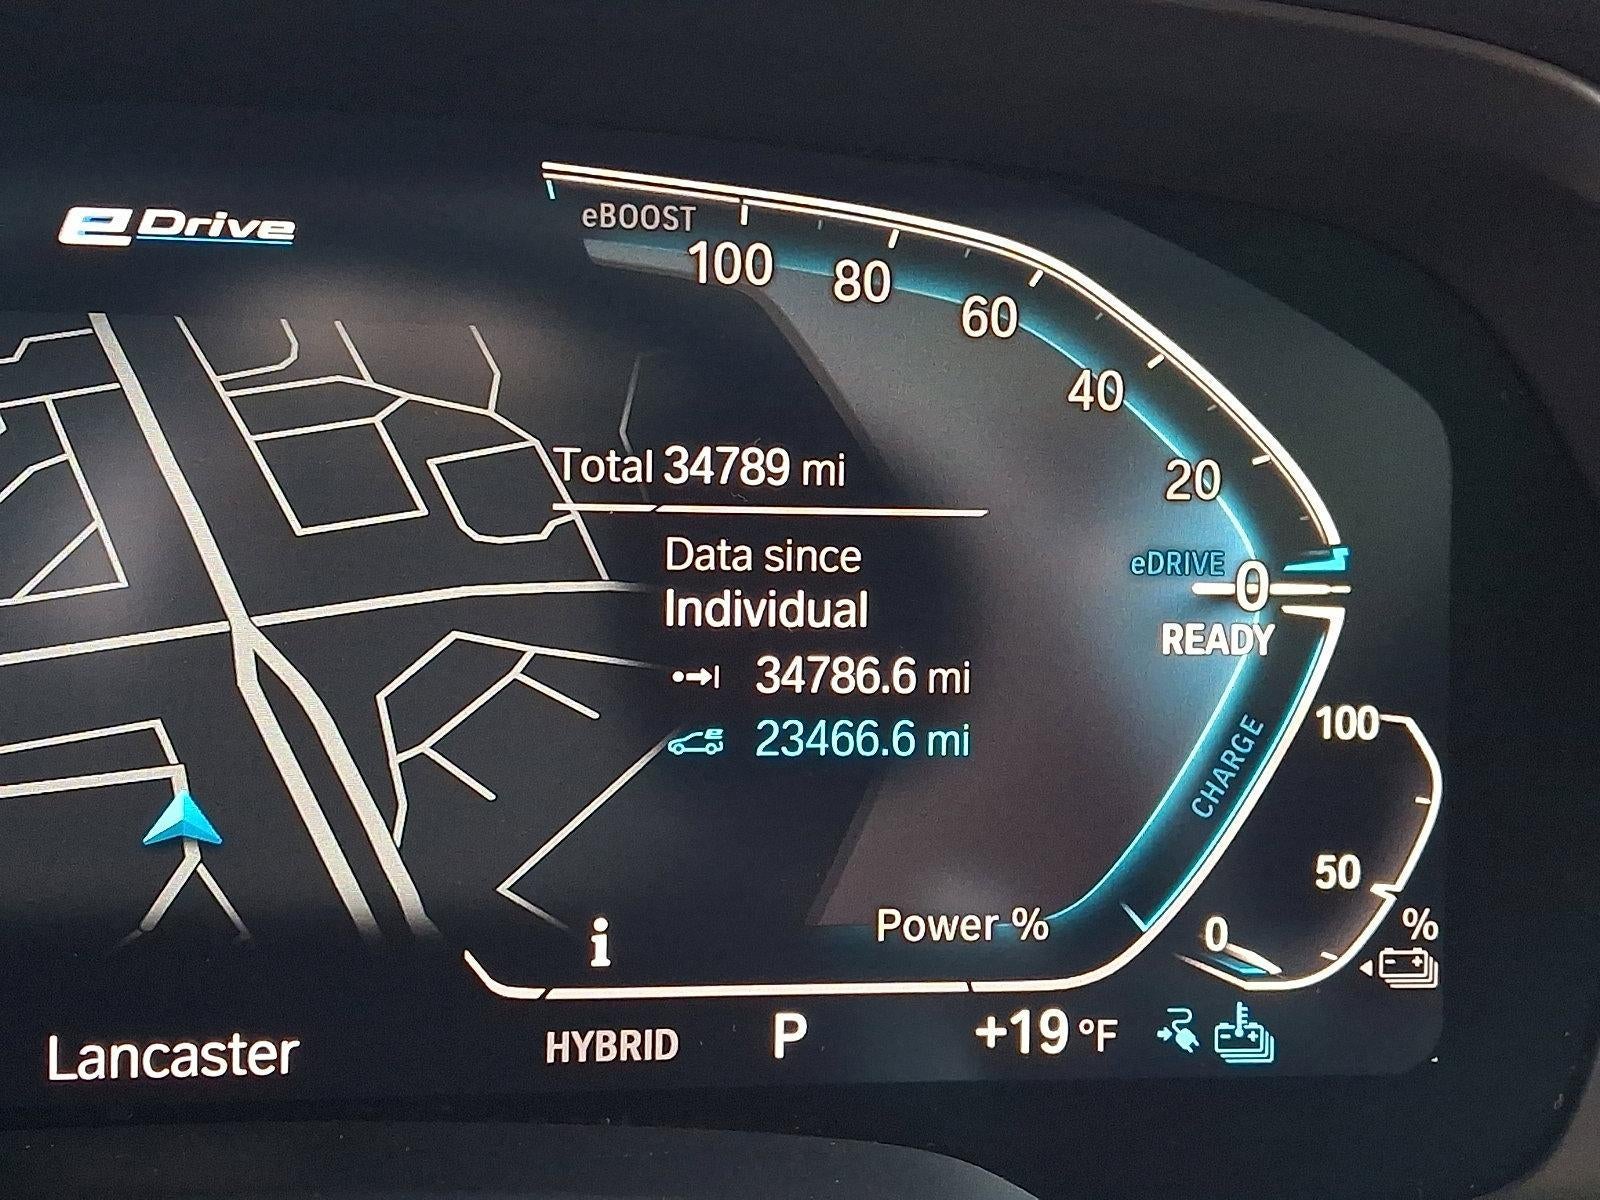 eDrive
eBOOST
100
80
60
40
20
Total 34789 mi
Data since
Individual
34786.6 mi
23466.6 mi
eDRIVE
0
READY
CHARGE
100
50
0
%
Power %
i
Lancaster
HYBRID
P
+19 °F